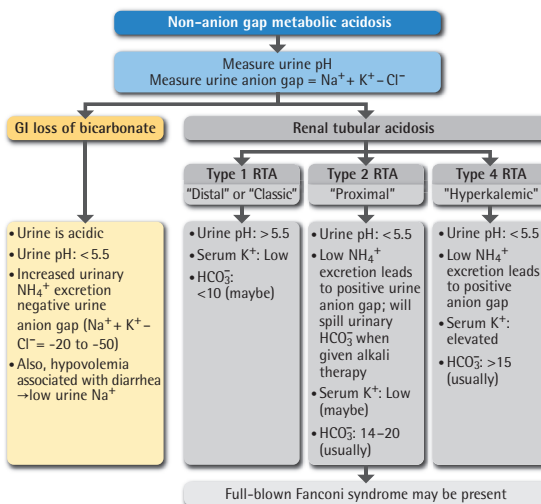 Non-anion gap metabolic acidosis
Measure urine pH
Measure urine anion gap = Na⁺ + K⁺ – Cl⁻
GI loss of bicarbonate
Renal tubular acidosis
Type 1 RTA
"Distal" or "Classic"
Type 2 RTA
"Proximal"
Type 4 RTA
"Hyperkalemic"
• Urine is acidic
• Urine pH: <5.5
• Increased urinary
NH₄⁺ excretion
negative urine
anion gap (Na⁺ + K⁺ –
Cl⁻ = -20 to -50)
• Also, hypovolemia
associated with diarrhea
→low urine Na⁺
• Urine pH: >5.5
• Serum K⁺: Low
• HCO₃⁻:
<10 (maybe)
• Urine pH: <5.5
• Low NH₄⁺
excretion leads
to positive urine
anion gap; will
spill urinary
HCO₃⁻ when
given alkali
therapy
• Serum K⁺: Low
(maybe)
• HCO₃⁻: 14–20
(usually)
• Urine pH: <5.5
• Low NH₄⁺
excretion leads
to positive
anion gap
• Serum K⁺:
elevated
• HCO₃⁻: >15
(usually)
Full-blown Fanconi syndrome may be present